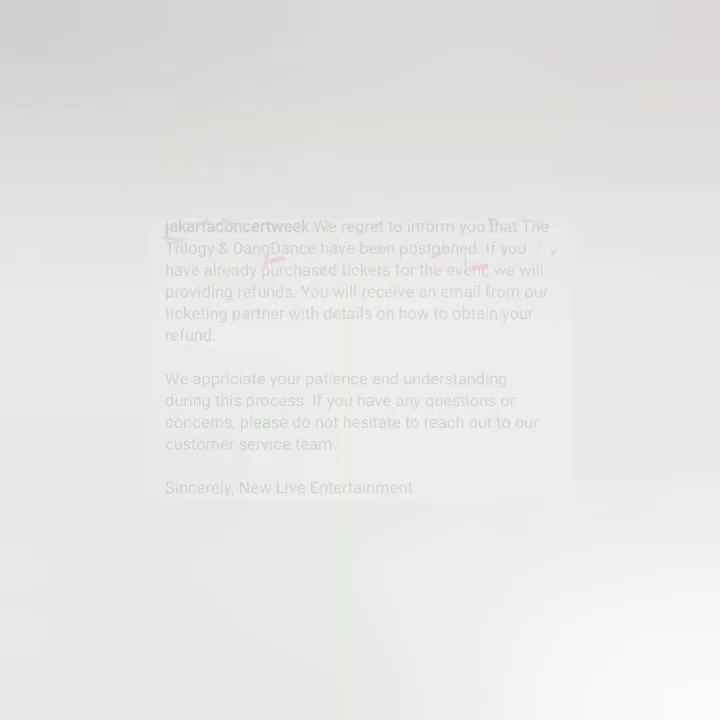 jakartaconcertweek We regret to inform you that The
Trilogy & DangDance have been postponed. If you
have already purchased tickets for the event, we will
providing refunds. You will receive an email from our
ticketing partner with details on how to obtain your
refund.
We appriciate your patience and understanding
during this process. If you have any questions or
concerns, please do not hesitate to reach out to our
customer service team.
Sincerely, New Live Entertainment